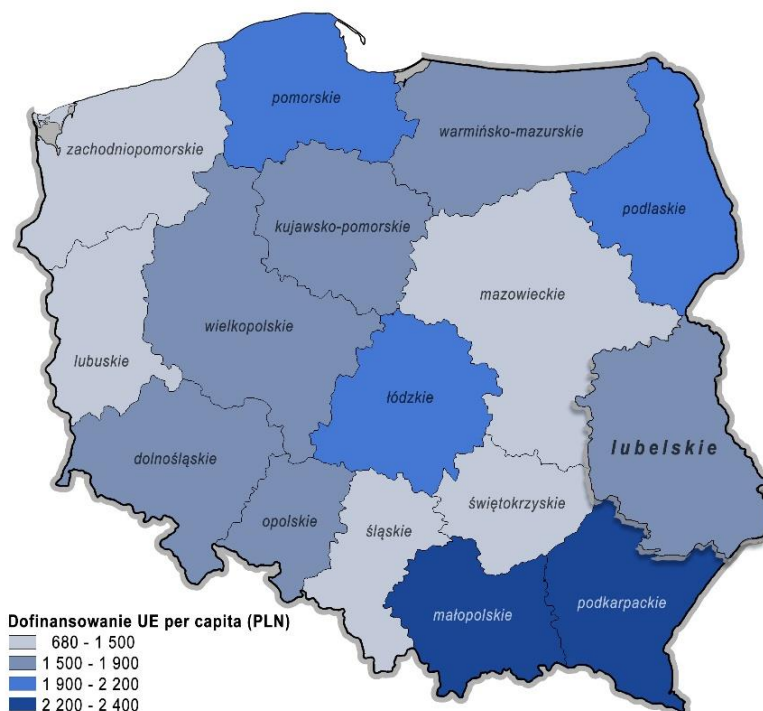 pomorskie
warmińsko-mazurskie
zachodniopomorskie
podlaskie
kujawsko-pomorskie
mazowieckie
wielkopolskie
lubuskie
łódzkie
lubelskie
dolnośląskie
świętokrzyskie
opolskie
śląskie
podkarpackie
małopolskie
Dofinansowanie UE per capita (PLN)
680 - 1 500
1 500 - 1 900
1 900 - 2 200
2 200 - 2 400